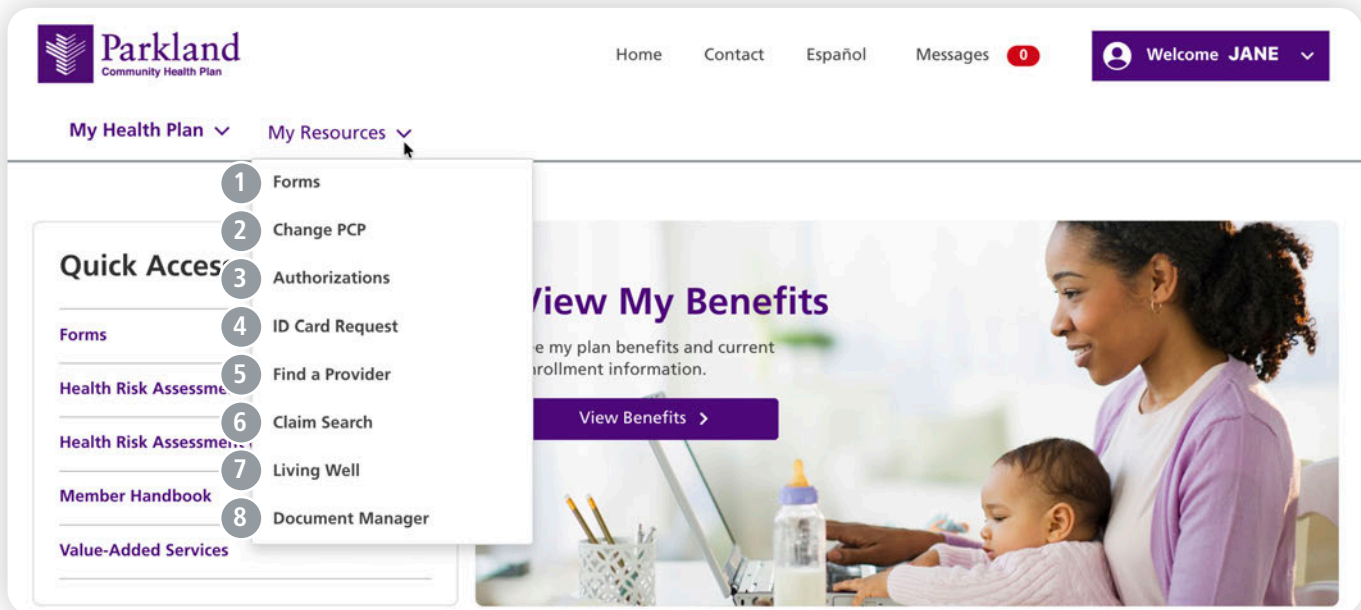 Parkland
Community Health Plan
Home Contact Español Messages 0
Welcome JANE
My Health Plan
My Resources
1 Forms
2 Change PCP
3 Authorizations
4 ID Card Request
5 Find a Provider
6 Claim Search
7 Living Well
8 Document Manager
Quick Acces
Forms
Health Risk Assessme
Health Risk Assessment
Member Handbook
Value-Added Services
View My Benefits
e my plan benefits and current
rollment information.
View Benefits